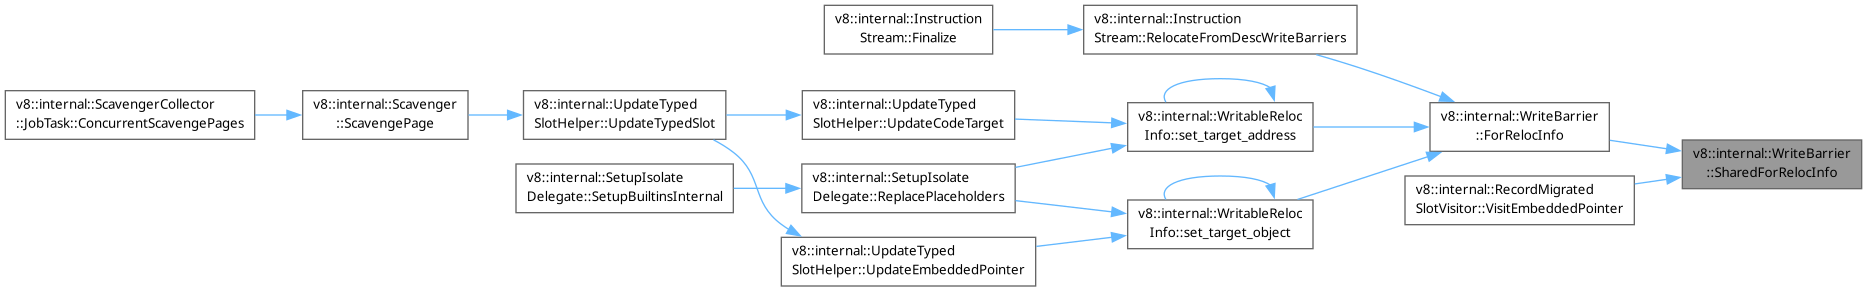 v8::internal::Instruction
Stream::Finalize
v8::internal::Instruction
Stream::RelocateFromDescWriteBarriers
v8::internal::ScavengerCollector
::JobTask::ConcurrentScavengePages
v8::internal::Scavenger
::ScavengePage
v8::internal::UpdateTyped
SlotHelper::UpdateTypedSlot
v8::internal::UpdateTyped
SlotHelper::UpdateCodeTarget
v8::internal::WritableReloc
Info::set_target_address
v8::internal::WriteBarrier
::ForRelocInfo
v8::internal::WriteBarrier
::SharedForRelocInfo
v8::internal::SetupIsolate
Delegate::SetupBuiltinsInternal
v8::internal::SetupIsolate
Delegate::ReplacePlaceholders
v8::internal::RecordMigrated
SlotVisitor::VisitEmbeddedPointer
v8::internal::WritableReloc
Info::set_target_object
v8::internal::UpdateTyped
SlotHelper::UpdateEmbeddedPointer